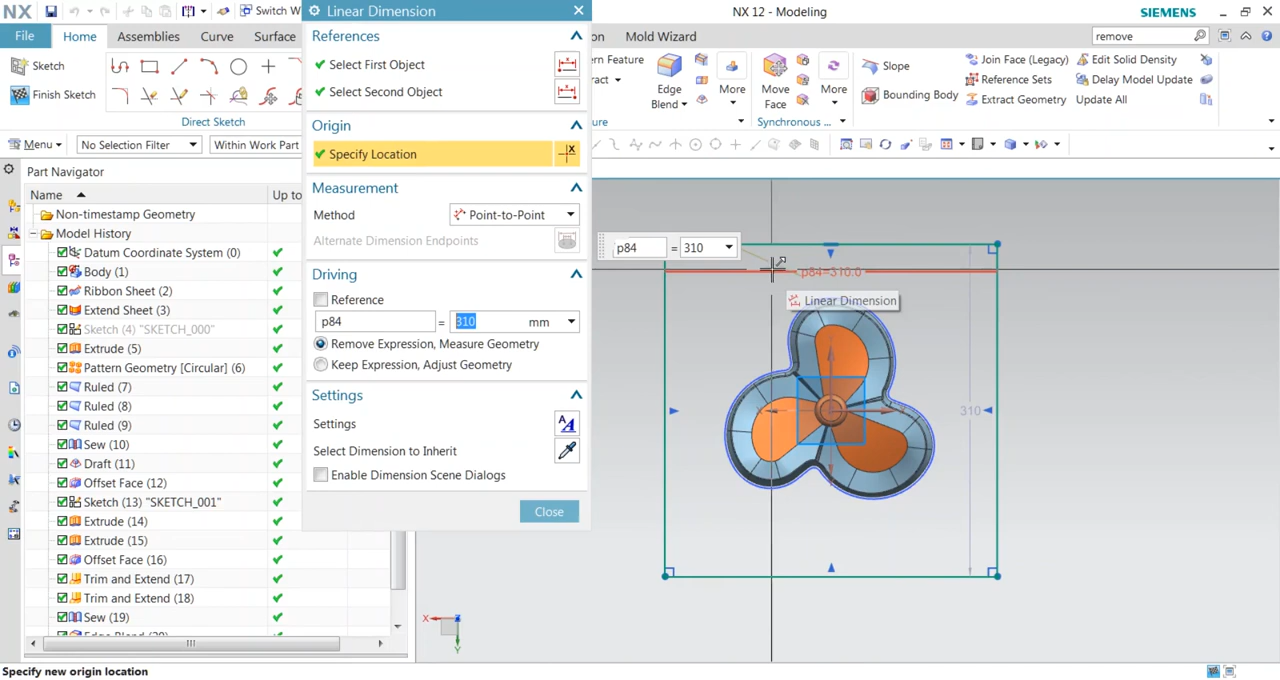 NX
Switch W
Linear Dimension
NX 12 - Modeling
SIEMENS
File
Home
Assemblies
Curve
Surface
on
Mold Wizard
remove
Sketch
Finish Sketch
Direct Sketch
References
Select First Object
Select Second Object
Origin
Specify Location
Measurement
Method
Point-to-Point
Alternate Dimension Endpoints
Driving
Reference
p84
=
310
mm
Remove Expression, Measure Geometry
Keep Expression, Adjust Geometry
Settings
Settings
Select Dimension to Inherit
Enable Dimension Scene Dialogs
Close
ern Feature
ract
Edge
Blend
More
ure
Move
Face
More
Synchronous ...
Slope
Bounding Body
Join Face (Legacy)
Reference Sets
Extract Geometry
Edit Solid Density
Delay Model Update
Update All
Menu
No Selection Filter
Within Work Part
Part Navigator
Name
Up to
Non-timestamp Geometry
Model History
Datum Coordinate System (0)
Body (1)
Ribbon Sheet (2)
Extend Sheet (3)
Sketch (4) "SKETCH_000"
Extrude (5)
Pattern Geometry [Circular] (6)
Ruled (7)
Ruled (8)
Ruled (9)
Sew (10)
Draft (11)
Offset Face (12)
Sketch (13) "SKETCH_001"
Extrude (14)
Extrude (15)
Offset Face (16)
Trim and Extend (17)
Trim and Extend (18)
Sew (19)
Edge Blend (20)
p84
=
310
p84=310.0
Linear Dimension
310
X
Y
Specify new origin location